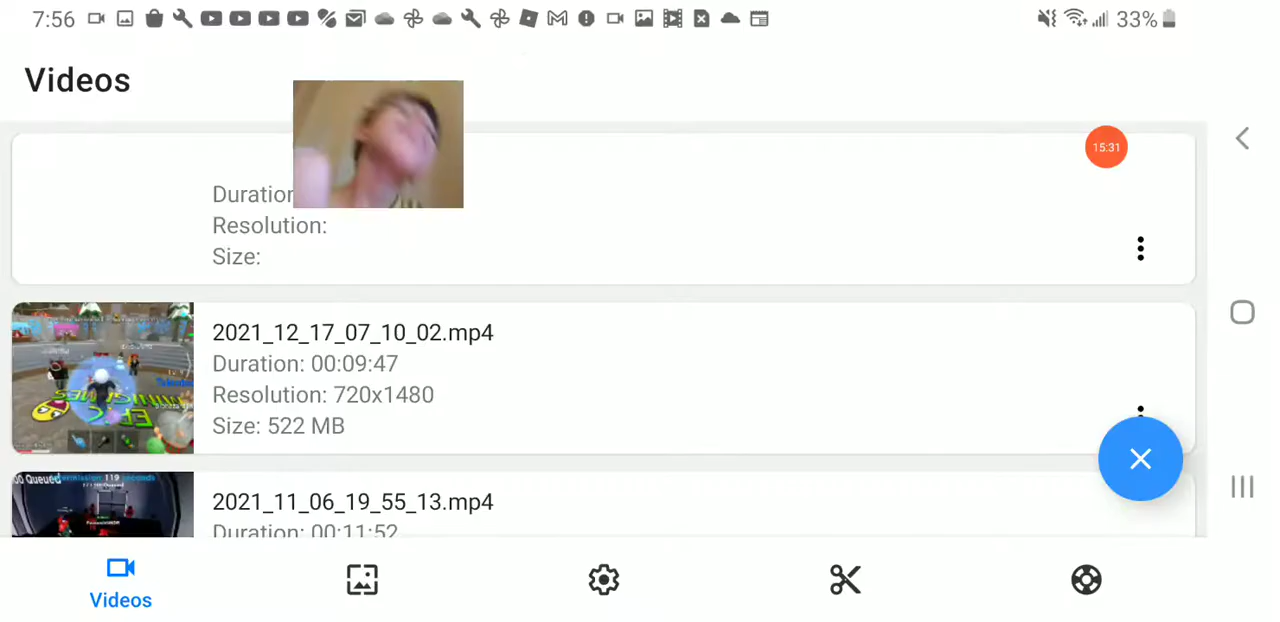 7:56
33%
Videos
15:31
Duration
Resolution:
Size:
2021_12_17_07_10_02.mp4
Duration: 00:09:47
Resolution: 720x1480
Size: 522 MB
2021_11_06_19_55_13.mp4
Duration: 00:11:52
Videos